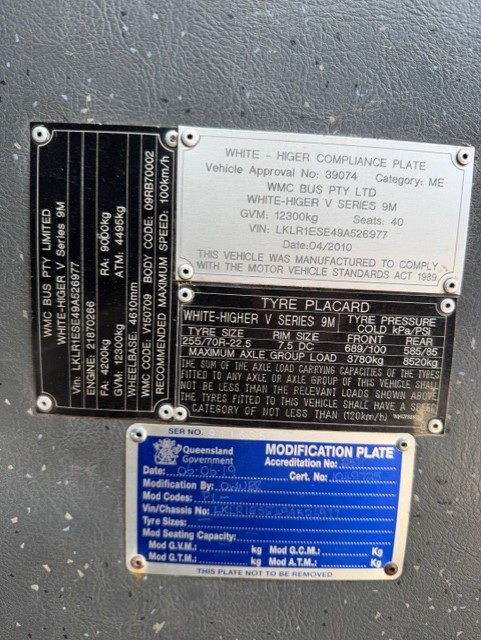 WMC BUS PTY LIMITED
WHITE-HIGER V Series 9M
VIN: LKLR1ESE49A526977
ENGINE: 21870266
FA: 4200kg RA: 9000kg
GVM: 12300kg ATM: 4495kg
WHEELBASE: 4610mm
WMC CODE: V150709 BODY CODE: 09RB70002
RECOMMENDED MAXIMUM SPEED: 100km/h
WHITE - HIGER COMPLIANCE PLATE
Vehicle Approval No: 39074 Category: ME
WMC BUS PTY LTD
WHITE-HIGER V SERIES 9M
GVM: 12300kg Seats: 40
VIN: LKLR1ESE49A526977
Date:04/2010
THIS VEHICLE WAS MANUFACTURED TO COMPLY
WITH THE MOTOR VEHICLE STANDARDS ACT 1989
TYRE PLACARD
WHITE-HIGHER V SERIES 9M TYRE PRESSURE
COLD kPa/PSI
TYRE SIZE RIM SIZE FRONT REAR
255/70R-22.5 7.5 DC 689/100 585/85
MAXIMUM AXLE GROUP LOAD 3780kg 8520kg
THE SUM OF THE AXLE LOAD CARRYING CAPACITIES OF THE TYRES
FITTED TO ANY AXLE OR AXLE GROUP OF THIS VEHICLE SHALL
NOT BE LESS THAN THE RELEVANT LOADS SHOWN ABOVE
THE TYRES FITTED TO THIS VEHICLE SHALL HAVE A SPEED
CATEGORY OF NOT LESS THAN (120km/h)
SER NO.
Queensland
Government
MODIFICATION PLATE
Accreditation No:
Date: 06.06.19 Cert. No:
Modification By:
Mod Codes: P1-
Vin/Chassis No: LKLR1ESE49A526977
Tyre Sizes: -
Mod Seating Capacity:
Mod G.V.M.: kg Mod G.C.M.: Kg
Mod G.T.M.: kg Mod A.T.M.: Kg
THIS PLATE NOT TO BE REMOVED